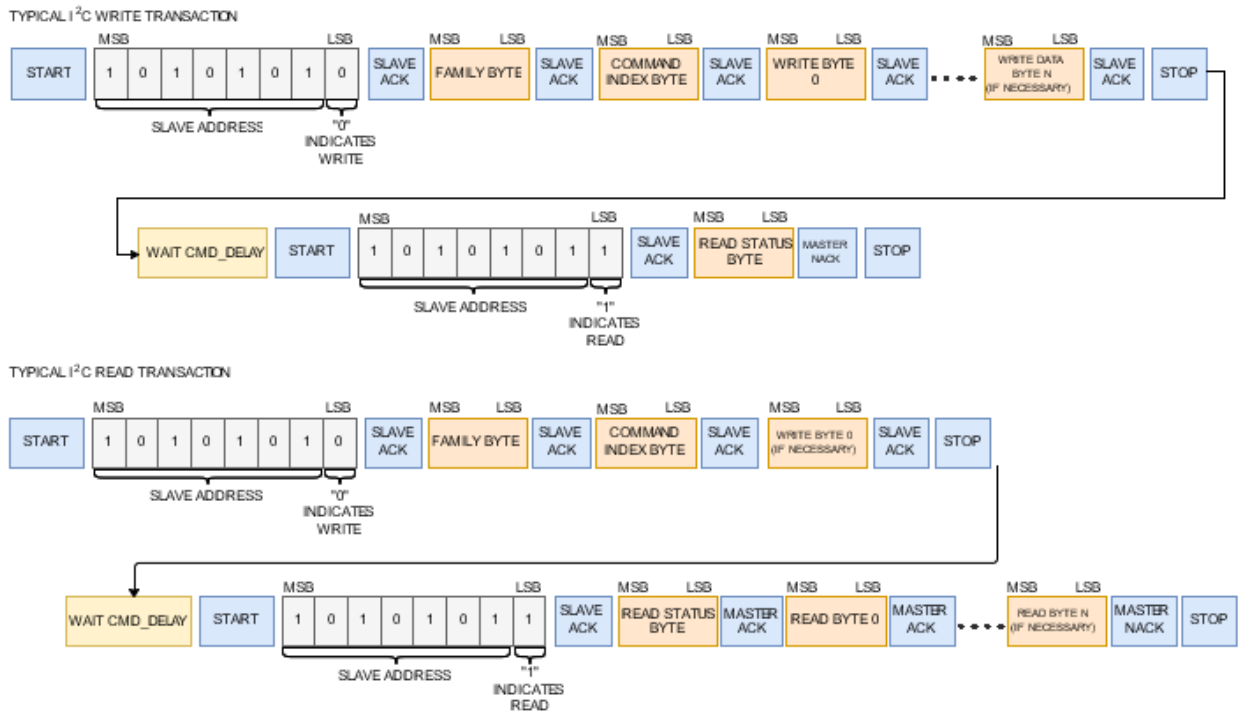 TYPICAL I²C WRITE TRANSACTION
MSB LSB MSB LSB MSB LSB MSB LSB MSB LSB
START 1 0 1 0 1 0 1 0 SLAVE ACK FAMILY BYTE SLAVE ACK COMMAND INDEX BYTE SLAVE ACK WRITE BYTE 0 SLAVE ACK WRITE DATA BYTE N (IF NECESSARY) SLAVE ACK STOP
SLAVE ADDRESS "0" INDICATES WRITE
MSB LSB MSB LSB
WAIT CMD_DELAY START 1 0 1 0 1 0 1 1 SLAVE ACK READ STATUS BYTE MASTER NACK STOP
SLAVE ADDRESS "1" INDICATES READ
TYPICAL I²C READ TRANSACTION
MSB LSB MSB LSB MSB LSB MSB LSB
START 1 0 1 0 1 0 1 0 SLAVE ACK FAMILY BYTE SLAVE ACK COMMAND INDEX BYTE SLAVE ACK WRITE BYTE 0 (IF NECESSARY) SLAVE ACK STOP
SLAVE ADDRESS "0" INDICATES WRITE
MSB LSB MSB LSB MSB LSB MSB LSB
WAIT CMD_DELAY START 1 0 1 0 1 0 1 1 SLAVE ACK READ STATUS BYTE MASTER ACK READ BYTE 0 MASTER ACK READ BYTE N (IF NECESSARY) MASTER NACK STOP
SLAVE ADDRESS "1" INDICATES READ